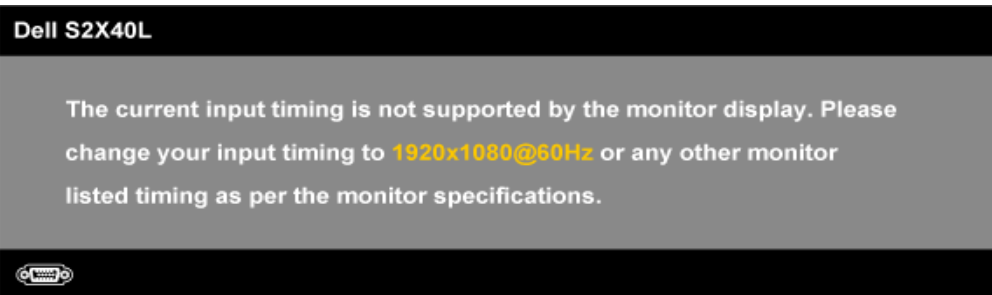 Dell S2X40L
The current input timing is not supported by the monitor display. Please
change your input timing to 1920x1080@60Hz or any other monitor
listed timing as per the monitor specifications.